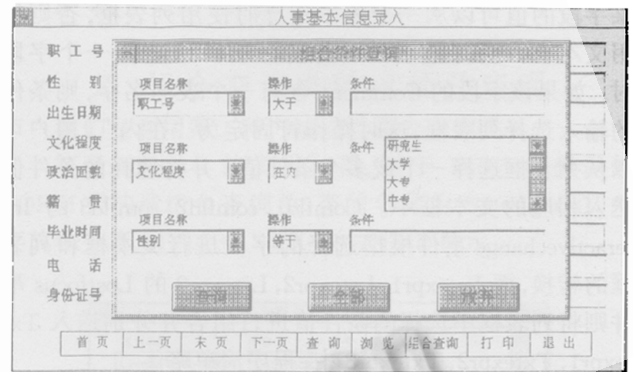 人事基本信息录入
职工号
组合条件查询
性别
项目名称 操作 条件
职工号 大于
出生日期
文化程度
项目名称 操作 条件
研究生
大学
大专
中专
政治面貌
文化程度 在内
籍贯
项目名称 操作 条件
毕业时间
性别 等于
电话
身份证号
查询 全部 放弃
首页 上一页 末页 下一页 查询 浏览 组合查询 打印 退出